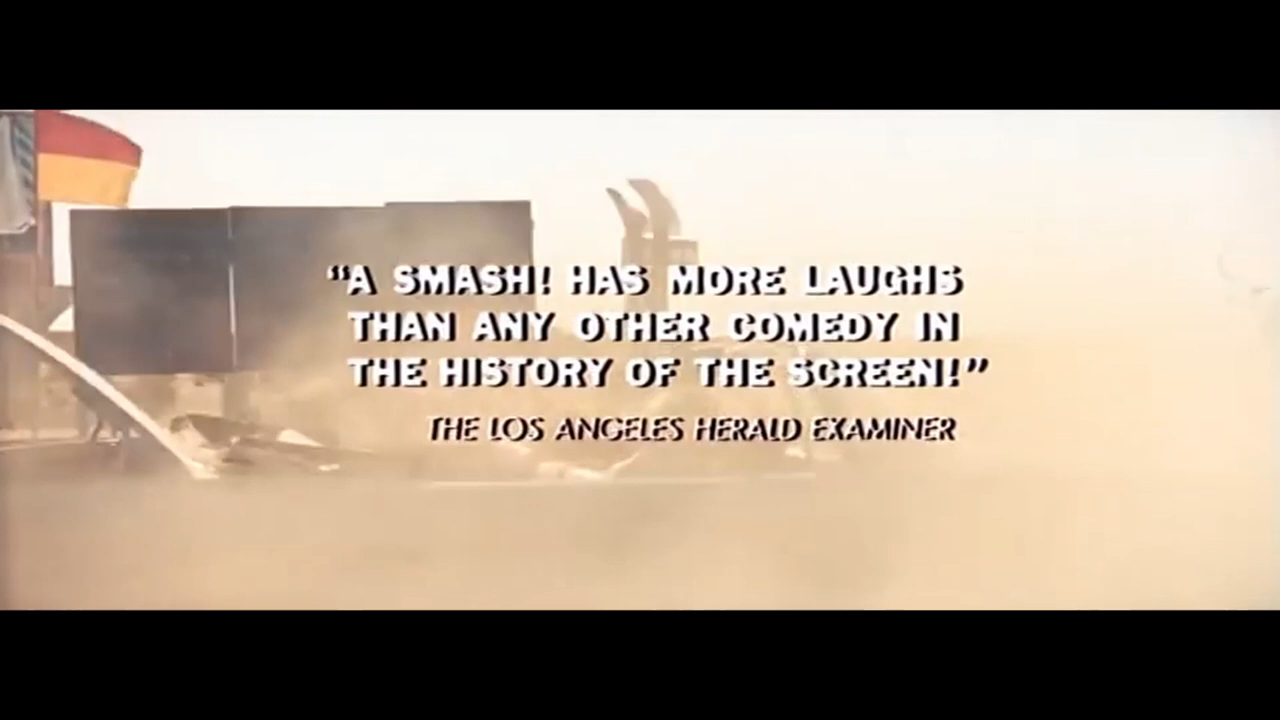 “A SMASH! HAS MORE LAUGHS
THAN ANY OTHER COMEDY IN
THE HISTORY OF THE SCREEN!”
THE LOS ANGELES HERALD EXAMINER